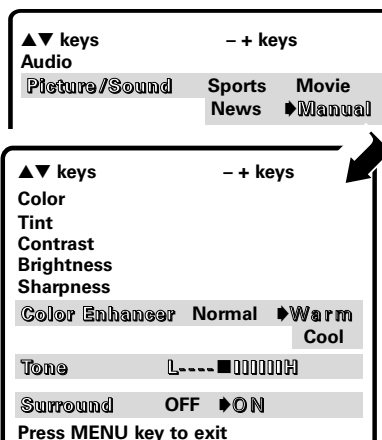 ▲▼ keys – + keys
Audio
Picture/Sound Sports Movie
News ➧Manual
▲▼ keys – + keys
Color
Tint
Contrast
Brightness
Sharpness
Color Enhancer Normal ➧Warm
Cool
Tone L----■IIIIIIH
Surround OFF ➧ON
Press MENU key to exit